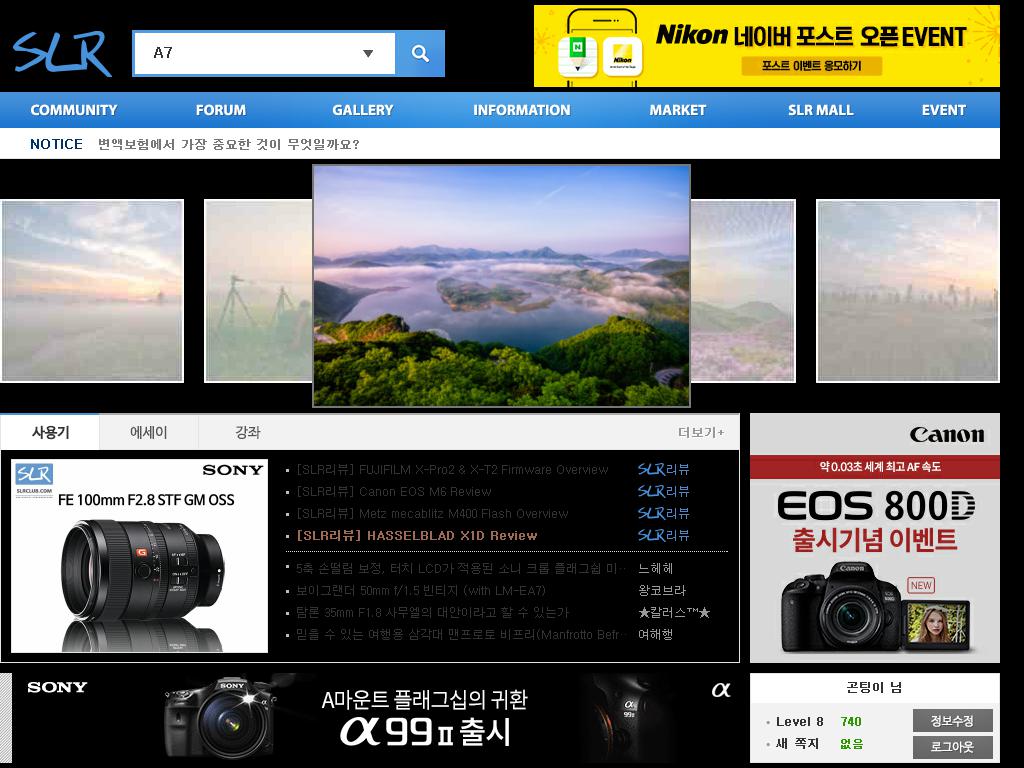 SLR
A7
Nikon 네이버 포스트 오픈 EVENT
포스트 이벤트 응모하기
COMMUNITY FORUM GALLERY INFORMATION MARKET SLR MALL EVENT
NOTICE 변액보험에서 가장 중요한 것이 무엇일까요?
사용기 에세이 강좌 더보기+
SLR
SLRCLUB.COM
SONY
FE 100mm F2.8 STF GM OSS
[SLR리뷰] FUJIFILM X-Pro2 & X-T2 Firmware Overview SLR리뷰
[SLR리뷰] Canon EOS M6 Review SLR리뷰
[SLR리뷰] Metz mecablitz M400 Flash Overview SLR리뷰
[SLR리뷰] HASSELBLAD X1D Review SLR리뷰
5축 손떨림 보정, 터치 LCD가 적용된 소니 크롭 플래그쉽 미… 느헤헤
보이그랜더 50mm f/1.5 빈티지 (with LM-EA7) 왕코브라
탐론 35mm F1.8 사무엘의 대안이라고 할 수 있는가 ★칼러스™★
믿을 수 있는 여행용 삼각대 맨프로토 비프리(Manfrotto Befr… 여해행
Canon
약 0.03초 세계 최고 AF 속도
EOS 800D
출시기념 이벤트
NEW
Canon
SONY
SONY
A마운트 플래그십의 귀환
α99II 출시
α
α
99II
곤팅이 님
Level 8 740 정보수정
새 쪽지 없음 로그아웃